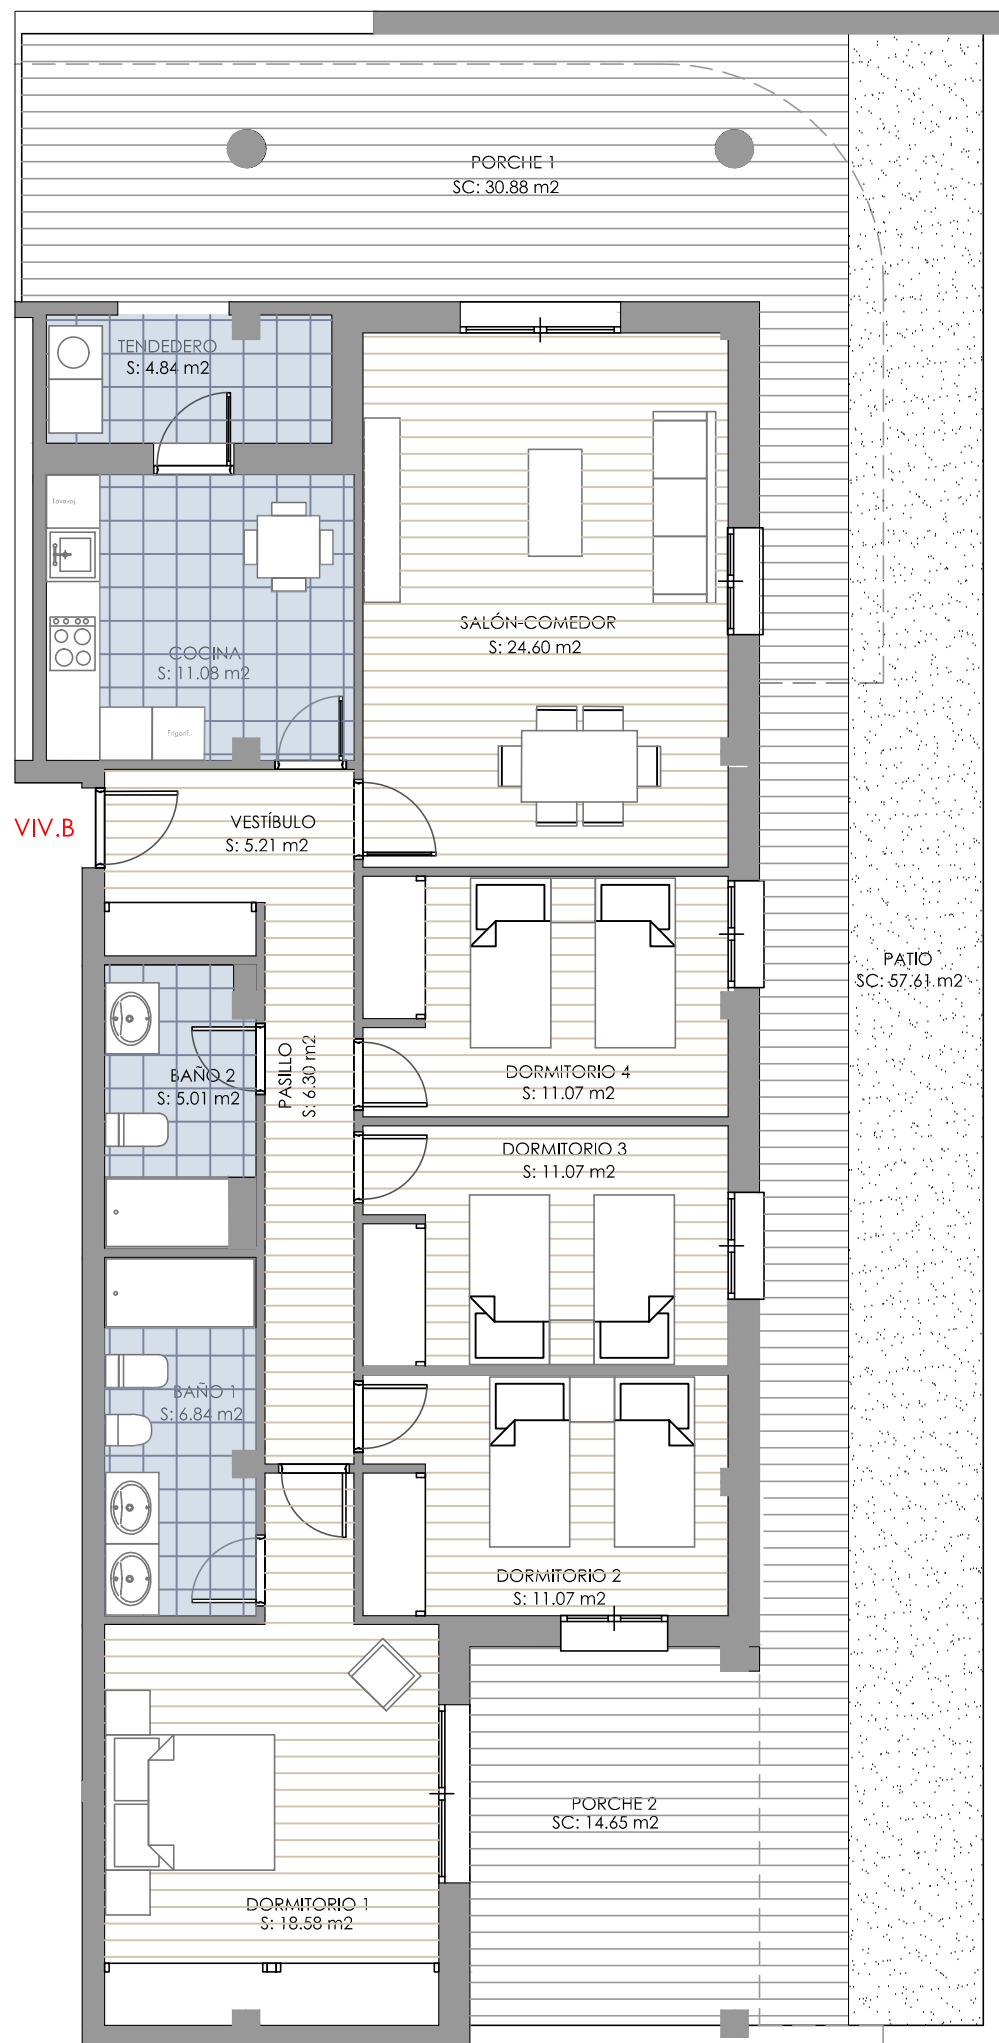 PORCHE 1
SC: 30.88 m2
TENDEDERO
S: 4.84 m2
Lavavaj.
SALÓN-COMEDOR
S: 24.60 m2
COCINA
S: 11.08 m2
Frigorif.
VIV.B
VESTÍBULO
S: 5.21 m2
PATIO
SC: 57.61 m2
PASILLO
S: 6.30 m2
BAÑO 2
S: 5.01 m2
DORMITORIO 4
S: 11.07 m2
DORMITORIO 3
S: 11.07 m2
BAÑO 1
S: 6.84 m2
DORMITORIO 2
S: 11.07 m2
PORCHE 2
SC: 14.65 m2
DORMITORIO 1
S: 18.58 m2